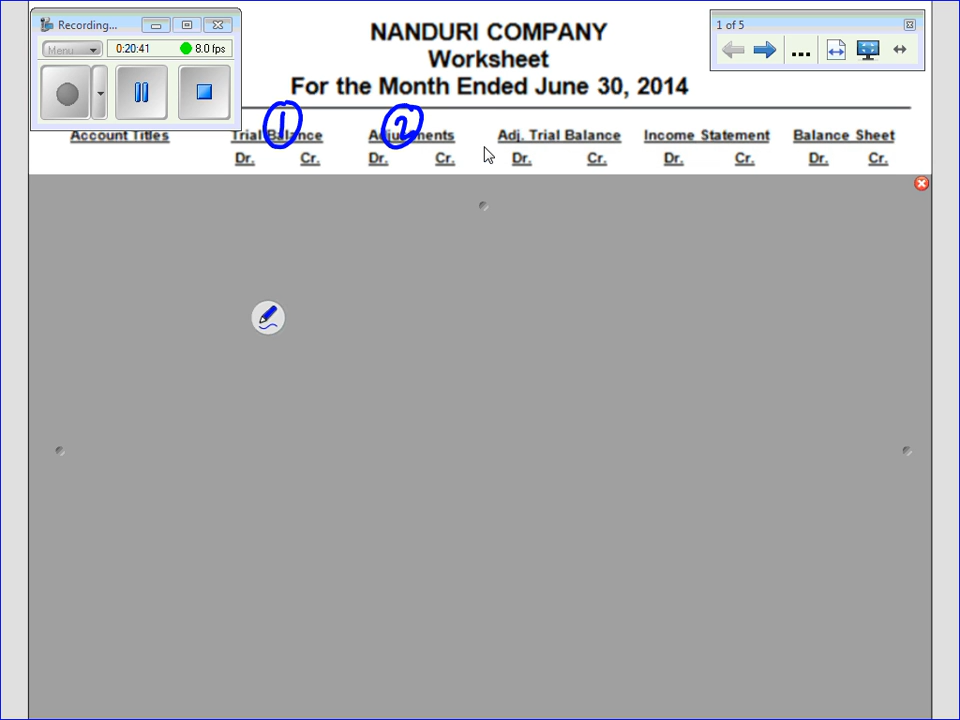 Recording...
Menu
0:20:41
8.0 fps
1 of 5
...
NANDURI COMPANY
Worksheet
For the Month Ended June 30, 2014
1 2
Account Titles Trial Balance Adjustments Adj. Trial Balance Income Statement Balance Sheet
Dr. Cr. Dr. Cr. Dr. Cr. Dr. Cr. Dr. Cr.